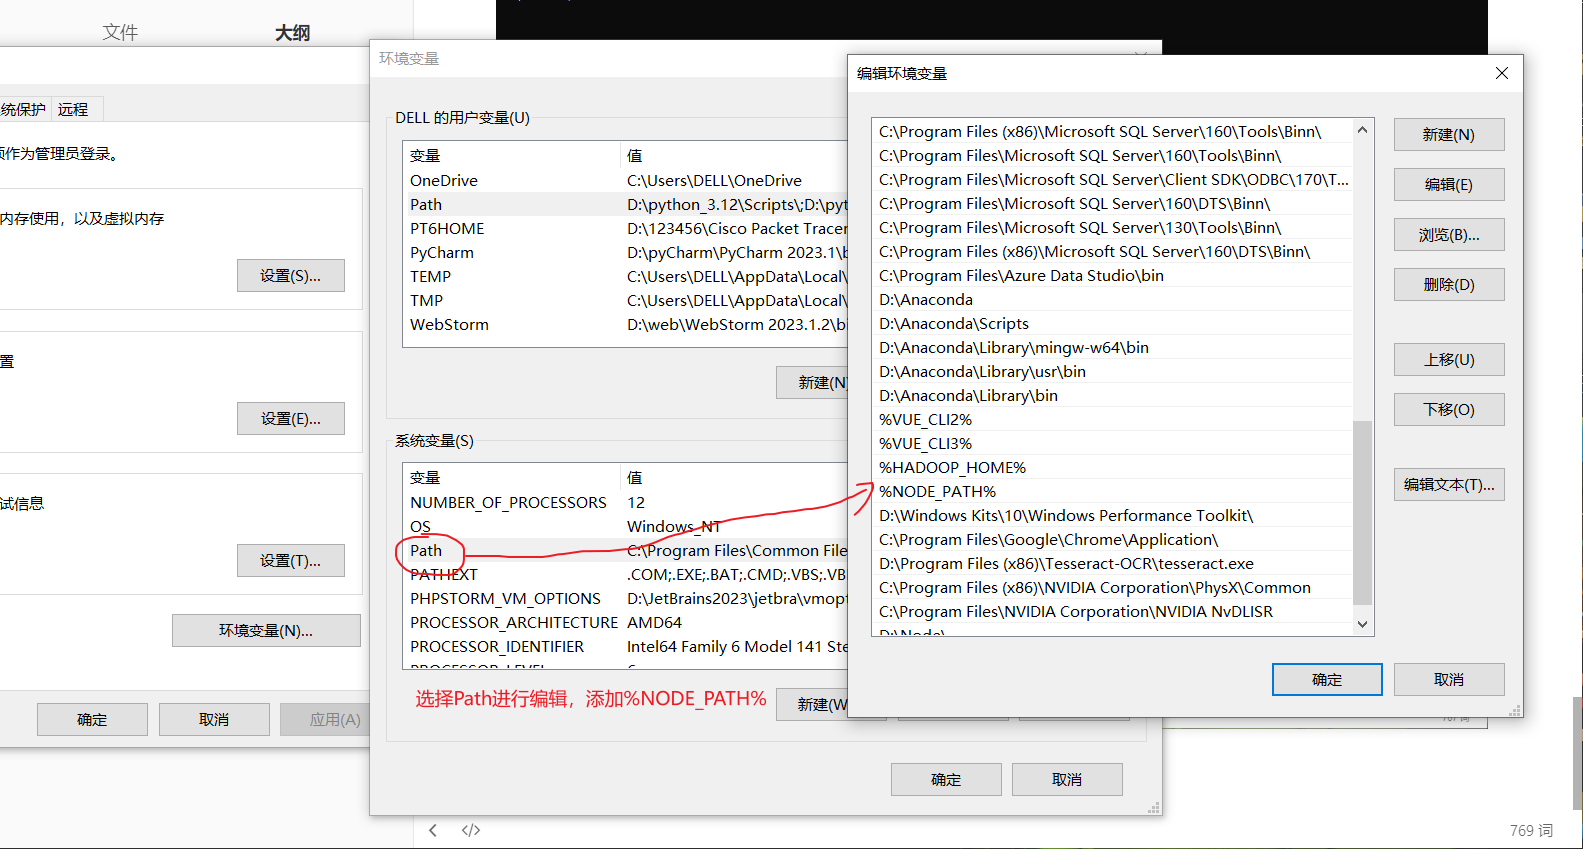 文件
大纲
统保护
远程
作为管理员登录。
内存使用，以及虚拟内存
设置(S)...
置
设置(E)...
试信息
设置(T)...
环境变量(N)...
确定
取消
应用(A)
环境变量
DELL 的用户变量(U)
变量 值
OneDrive C:\Users\DELL\OneDrive
Path D:\python_3.12\Scripts\;D:\pyt
PT6HOME D:\123456\Cisco Packet Tracer
PyCharm D:\pyCharm\PyCharm 2023.1\b
TEMP C:\Users\DELL\AppData\Local\
TMP C:\Users\DELL\AppData\Local\
WebStorm D:\web\WebStorm 2023.1.2\bi
新建(N)
系统变量(S)
变量 值
NUMBER_OF_PROCESSORS 12
OS Windows_NT
Path C:\Program Files\Common File
PATHEXT .COM;.EXE;.BAT;.CMD;.VBS;.VB
PHPSTORM_VM_OPTIONS D:\JetBrains2023\jetbra\vmopt
PROCESSOR_ARCHITECTURE AMD64
PROCESSOR_IDENTIFIER Intel64 Family 6 Model 141 Ste
PROCESSOR_LEVEL 6
选择Path进行编辑，添加%NODE_PATH%
新建(W
确定
取消
编辑环境变量
C:\Program Files (x86)\Microsoft SQL Server\160\Tools\Binn\
C:\Program Files\Microsoft SQL Server\160\Tools\Binn\
C:\Program Files\Microsoft SQL Server\Client SDK\ODBC\170\T...
C:\Program Files\Microsoft SQL Server\160\DTS\Binn\
C:\Program Files\Microsoft SQL Server\130\Tools\Binn\
C:\Program Files (x86)\Microsoft SQL Server\160\DTS\Binn\
C:\Program Files\Azure Data Studio\bin
D:\Anaconda
D:\Anaconda\Scripts
D:\Anaconda\Library\mingw-w64\bin
D:\Anaconda\Library\usr\bin
D:\Anaconda\Library\bin
%VUE_CLI2%
%VUE_CLI3%
%HADOOP_HOME%
%NODE_PATH%
D:\Windows Kits\10\Windows Performance Toolkit\
C:\Program Files\Google\Chrome\Application\
D:\Program Files (x86)\Tesseract-OCR\tesseract.exe
C:\Program Files (x86)\NVIDIA Corporation\PhysX\Common
C:\Program Files\NVIDIA Corporation\NVIDIA NvDLISR
D:\Node\
新建(N)
编辑(E)
浏览(B)...
删除(D)
上移(U)
下移(O)
编辑文本(T)...
确定
取消
769 词